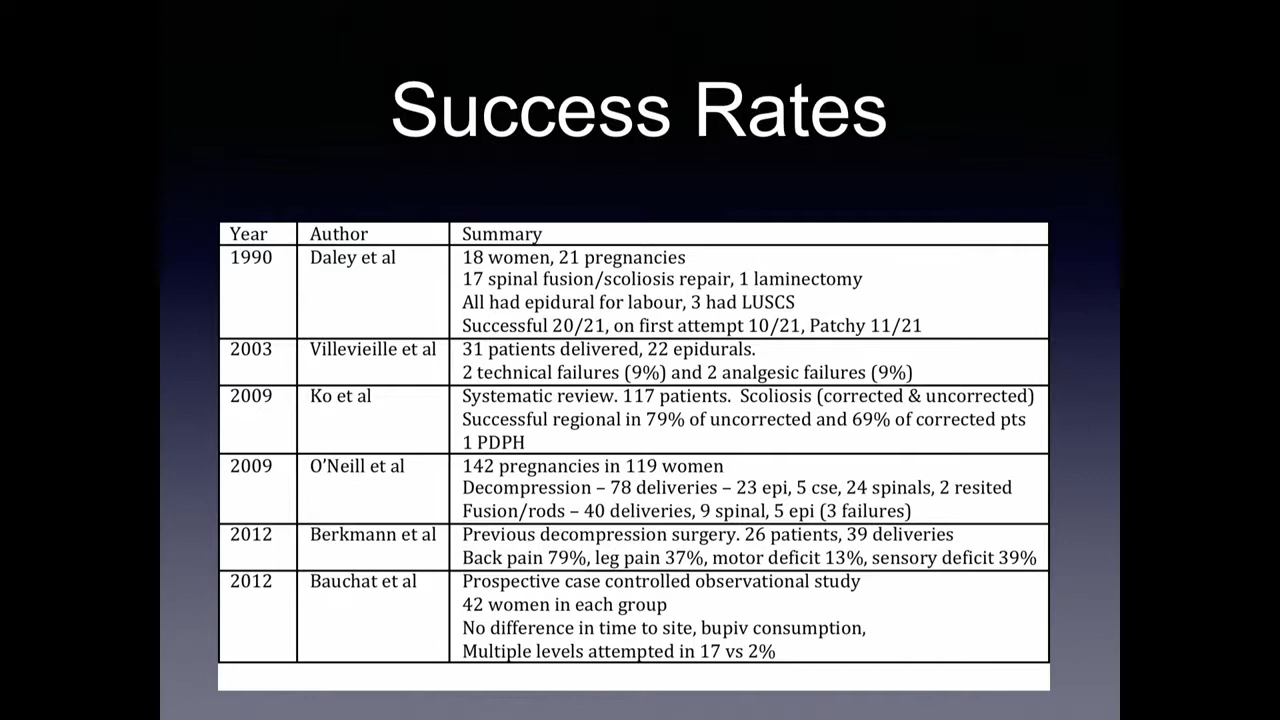 Success Rates
Year Author Summary
1990 Daley et al 18 women, 21 pregnancies
17 spinal fusion/scoliosis repair, 1 laminectomy
All had epidural for labour, 3 had LUSCS
Successful 20/21, on first attempt 10/21, Patchy 11/21
2003 Villevieille et al 31 patients delivered, 22 epidurals.
2 technical failures (9%) and 2 analgesic failures (9%)
2009 Ko et al Systematic review. 117 patients.  Scoliosis (corrected & uncorrected)
Successful regional in 79% of uncorrected and 69% of corrected pts
1 PDPH
2009 O’Neill et al 142 pregnancies in 119 women
Decompression – 78 deliveries – 23 epi, 5 cse, 24 spinals, 2 resited
Fusion/rods – 40 deliveries, 9 spinal, 5 epi (3 failures)
2012 Berkmann et al Previous decompression surgery. 26 patients, 39 deliveries
Back pain 79%, leg pain 37%, motor deficit 13%, sensory deficit 39%
2012 Bauchat et al Prospective case controlled observational study
42 women in each group
No difference in time to site, bupiv consumption,
Multiple levels attempted in 17 vs 2%